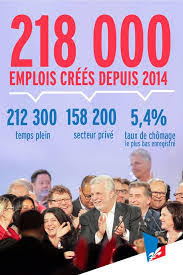 218 000
EMPLOIS CRÉÉS DEPUIS 2014
212 300 158 200 5,4%
temps plein secteur privé taux de chômage
le plus bas enregistré